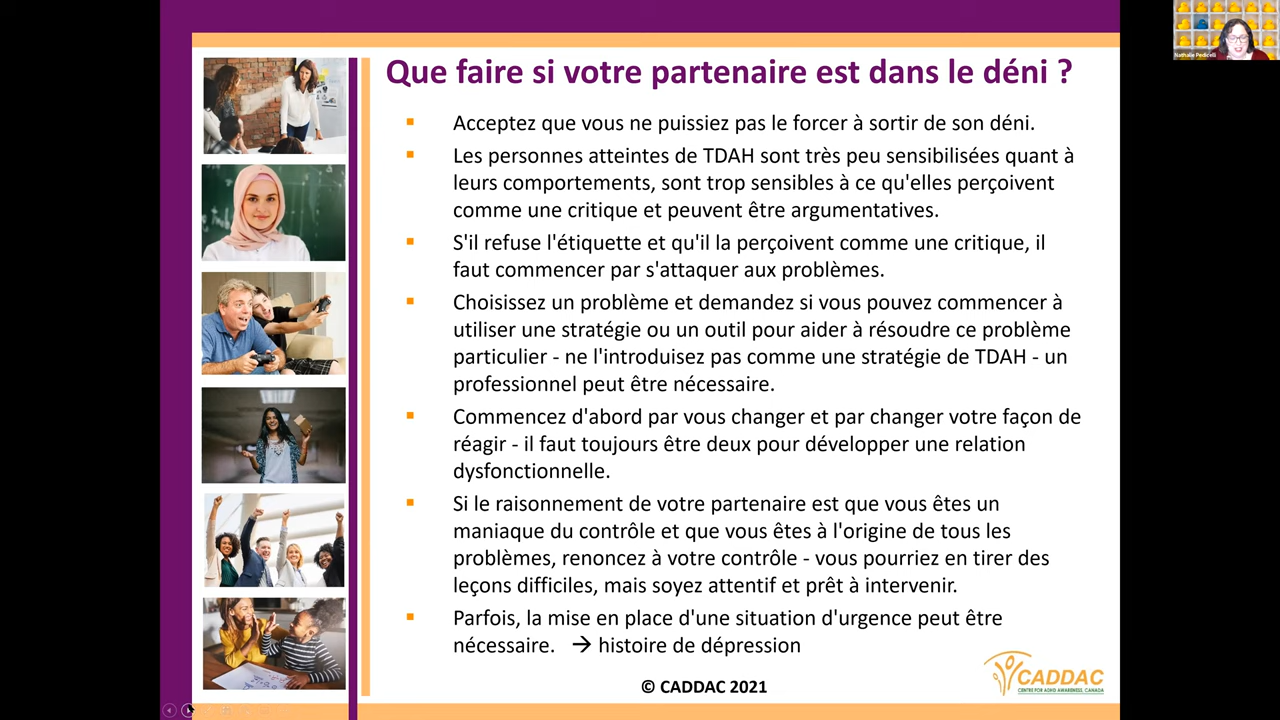 Que faire si votre partenaire est dans le déni ?
Acceptez que vous ne puissiez pas le forcer à sortir de son déni.
Les personnes atteintes de TDAH sont très peu sensibilisées quant à
leurs comportements, sont trop sensibles à ce qu'elles perçoivent
comme une critique et peuvent être argumentatives.
S'il refuse l'étiquette et qu'il la perçoivent comme une critique, il
faut commencer par s'attaquer aux problèmes.
Choisissez un problème et demandez si vous pouvez commencer à
utiliser une stratégie ou un outil pour aider à résoudre ce problème
particulier - ne l'introduisez pas comme une stratégie de TDAH - un
professionnel peut être nécessaire.
Commencez d'abord par vous changer et par changer votre façon de
réagir - il faut toujours être deux pour développer une relation
dysfonctionnelle.
Si le raisonnement de votre partenaire est que vous êtes un
maniaque du contrôle et que vous êtes à l'origine de tous les
problèmes, renoncez à votre contrôle - vous pourriez en tirer des
leçons difficiles, mais soyez attentif et prêt à intervenir.
Parfois, la mise en place d'une situation d'urgence peut être
nécessaire. → histoire de dépression
© CADDAC 2021
CADDAC
CENTRE FOR ADHD AWARENESS, CANADA
Nathalie Pedicelli